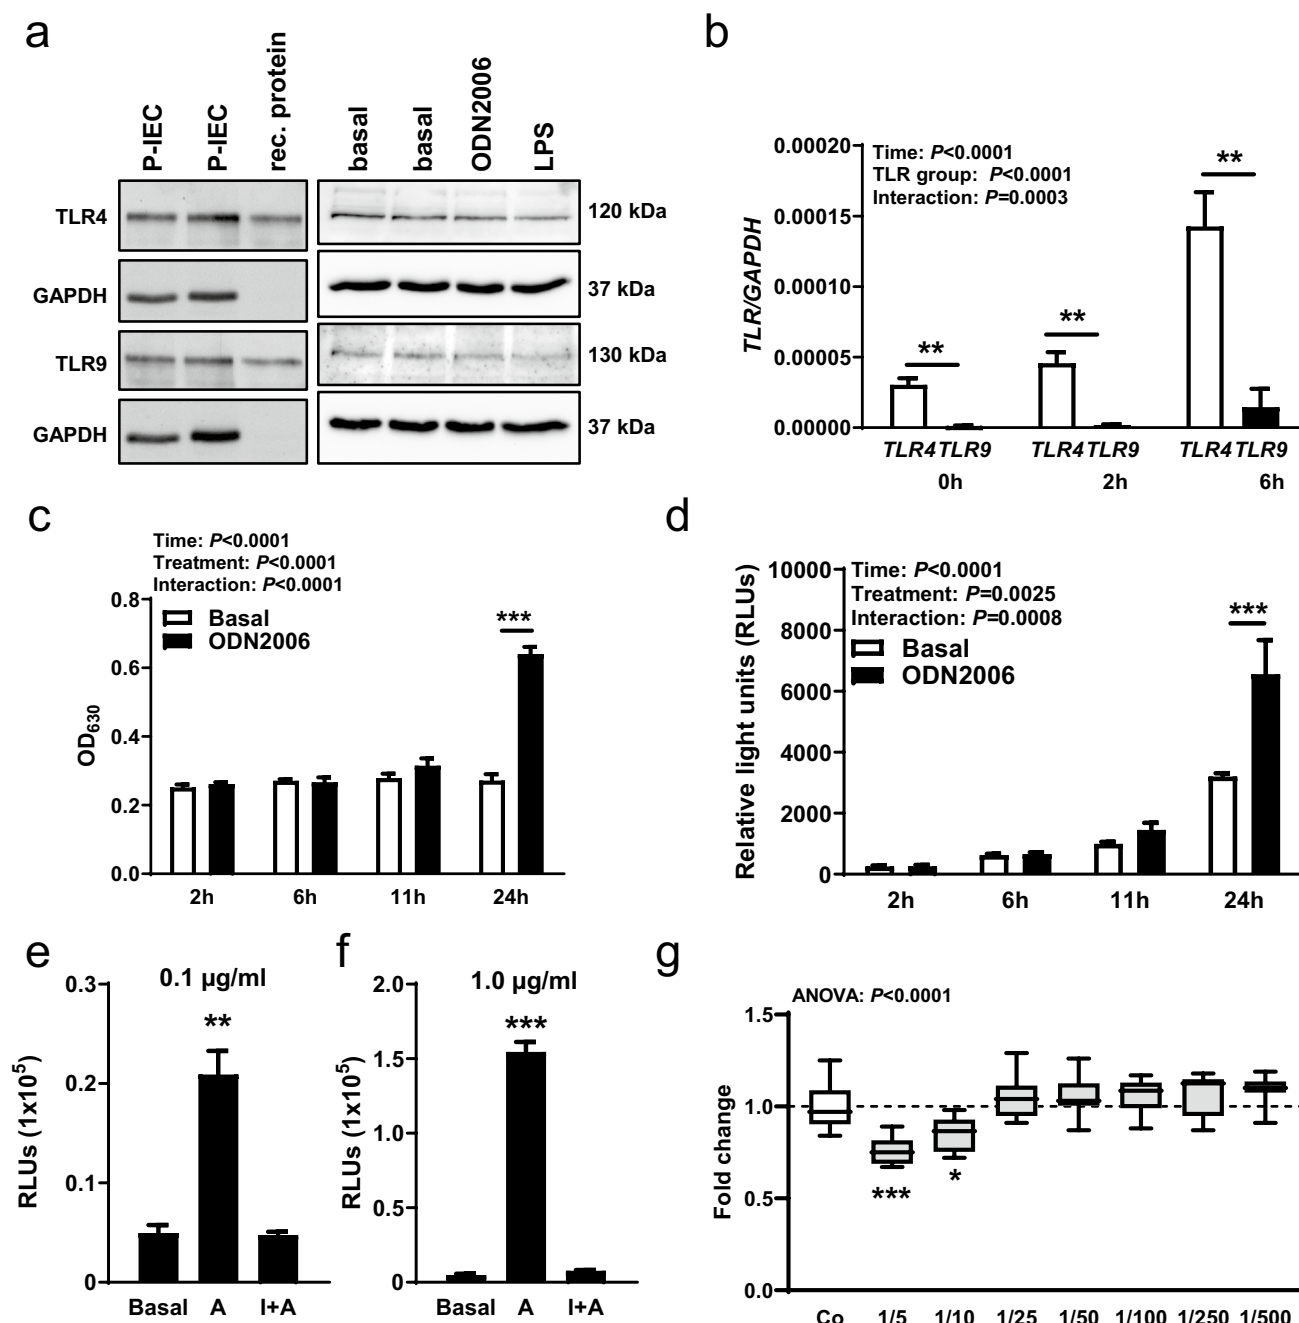 a
P-IEC
P-IEC
rec. protein
basal
basal
ODN2006
LPS
TLR4
120 kDa
GAPDH
37 kDa
TLR9
130 kDa
GAPDH
37 kDa
b
Time: P<0.0001
TLR group: P<0.0001
Interaction: P=0.0003
TLR/GAPDH
0.00020
0.00015
0.00010
0.00005
0.00000
**
**
**
TLR4 TLR9 TLR4 TLR9 TLR4 TLR9
0h 2h 6h
c
Time: P<0.0001
Treatment: P<0.0001
Interaction: P<0.0001
Basal
ODN2006
OD630
0.8
0.6
0.4
0.2
0.0
***
2h 6h 11h 24h
d
Time: P<0.0001
Treatment: P=0.0025
Interaction: P=0.0008
Basal
ODN2006
Relative light units (RLUs)
10000
8000
6000
4000
2000
0
***
2h 6h 11h 24h
e
0.1 µg/ml
RLUs (1x10⁵)
0.3
0.2
0.1
0
**
Basal A I+A
f
1.0 µg/ml
RLUs (1x10⁵)
2.0
1.5
1.0
0.5
0
***
Basal A I+A
g
ANOVA: P<0.0001
Fold change
1.5
1.0
0.5
0.0
***
*
Co 1/5 1/10 1/25 1/50 1/100 1/250 1/500